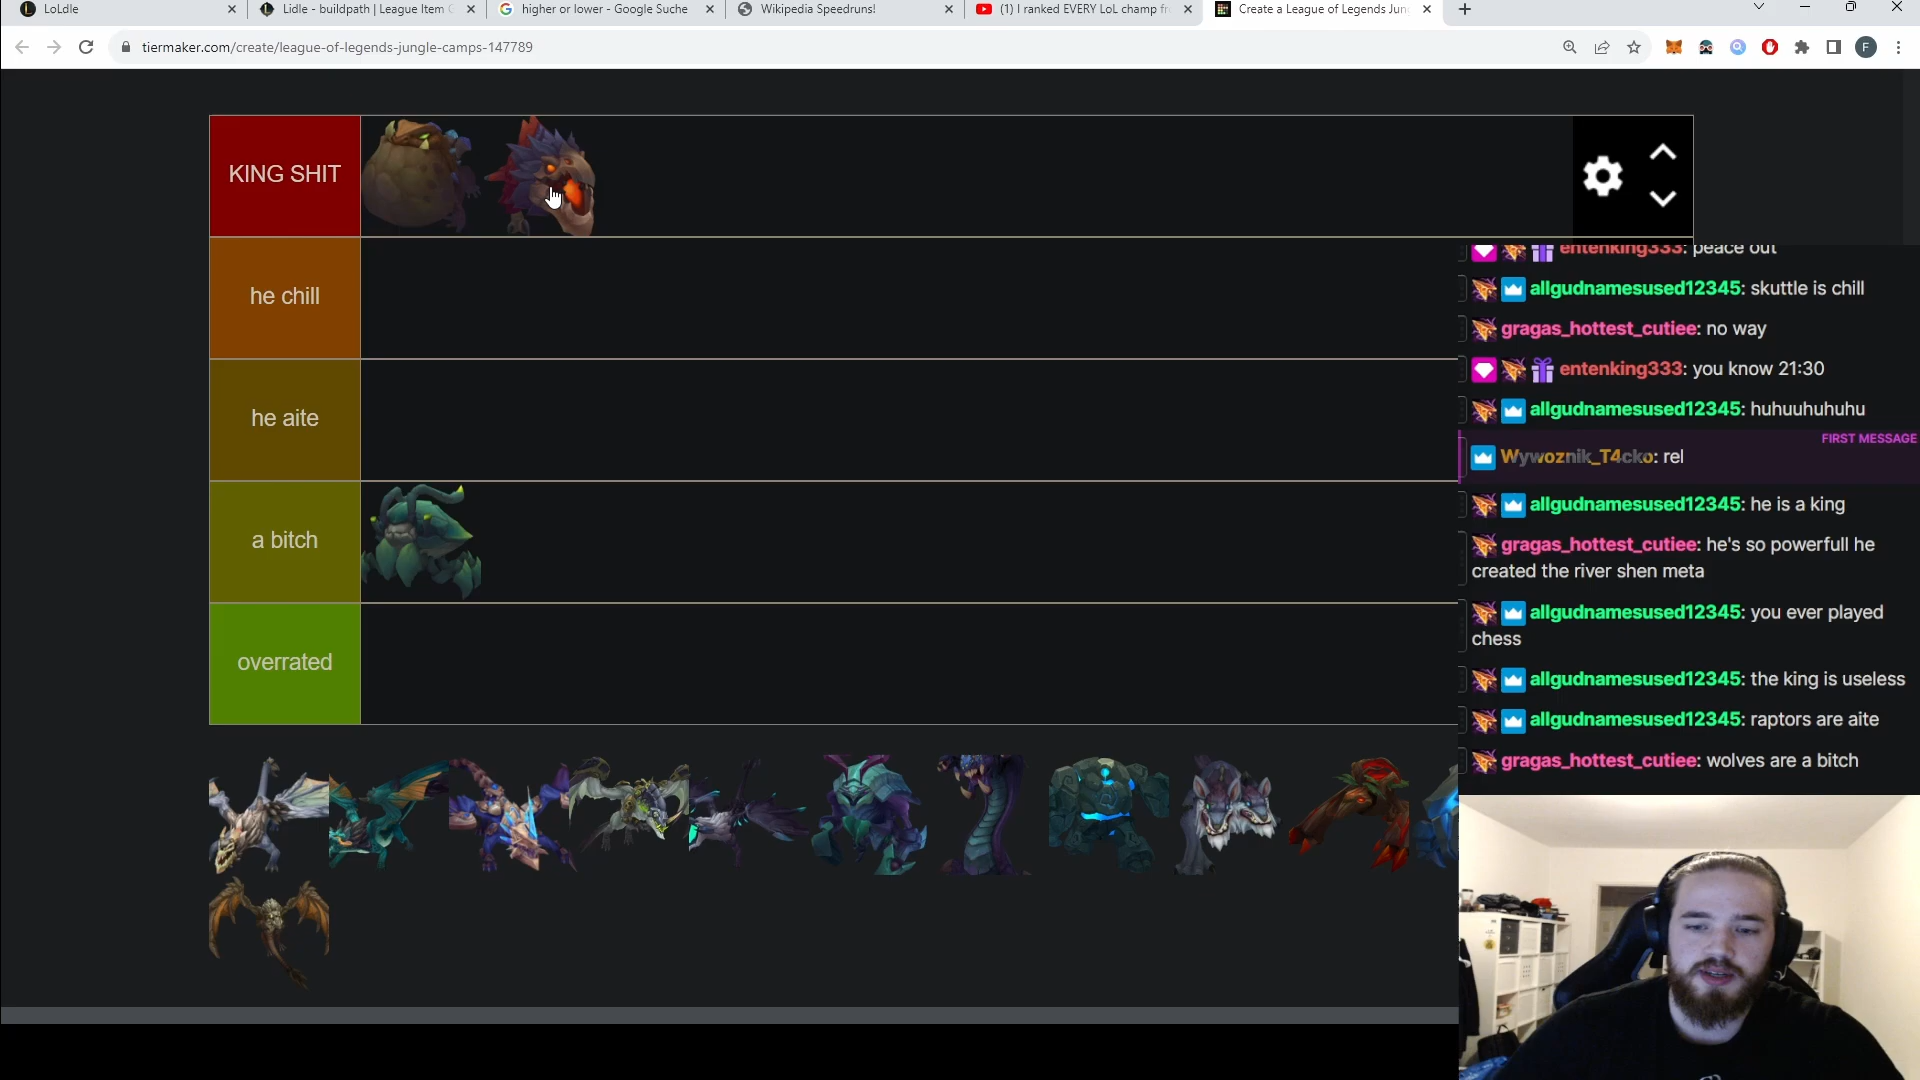 LoLdle
Lidle - buildpath | League Item G
higher or lower - Google Suche
Wikipedia Speedruns!
(1) I ranked EVERY LoL champ fr
Create a League of Legends Jun
tiermaker.com/create/league-of-legends-jungle-camps-147789
F
KING SHIT
he chill
he aite
a bitch
overrated
entenking333: peace out
allgudnamesused12345: skuttle is chill
gragas_hottest_cutiee: no way
entenking333: you know 21:30
allgudnamesused12345: huhuuhuhuhu
FIRST MESSAGE
Wywoznik_T4cko: rel
allgudnamesused12345: he is a king
gragas_hottest_cutiee: he's so powerfull he
created the river shen meta
allgudnamesused12345: you ever played
chess
allgudnamesused12345: the king is useless
allgudnamesused12345: raptors are aite
gragas_hottest_cutiee: wolves are a bitch